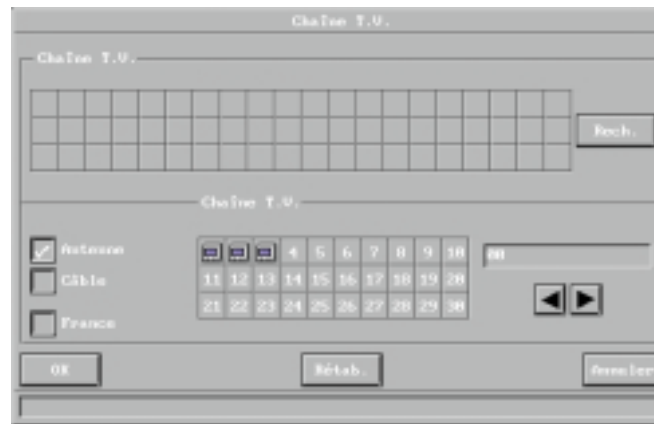 Chaîne T.V.
Chaîne T.V.
Rech.
Chaîne T.V.
Antenne
4 5 6 7 8 9 10
Câble
11 12 13 14 15 16 17 18 19 20
21 22 23 24 25 26 27 28 29 30
France
OK
Rétab.
Annuler